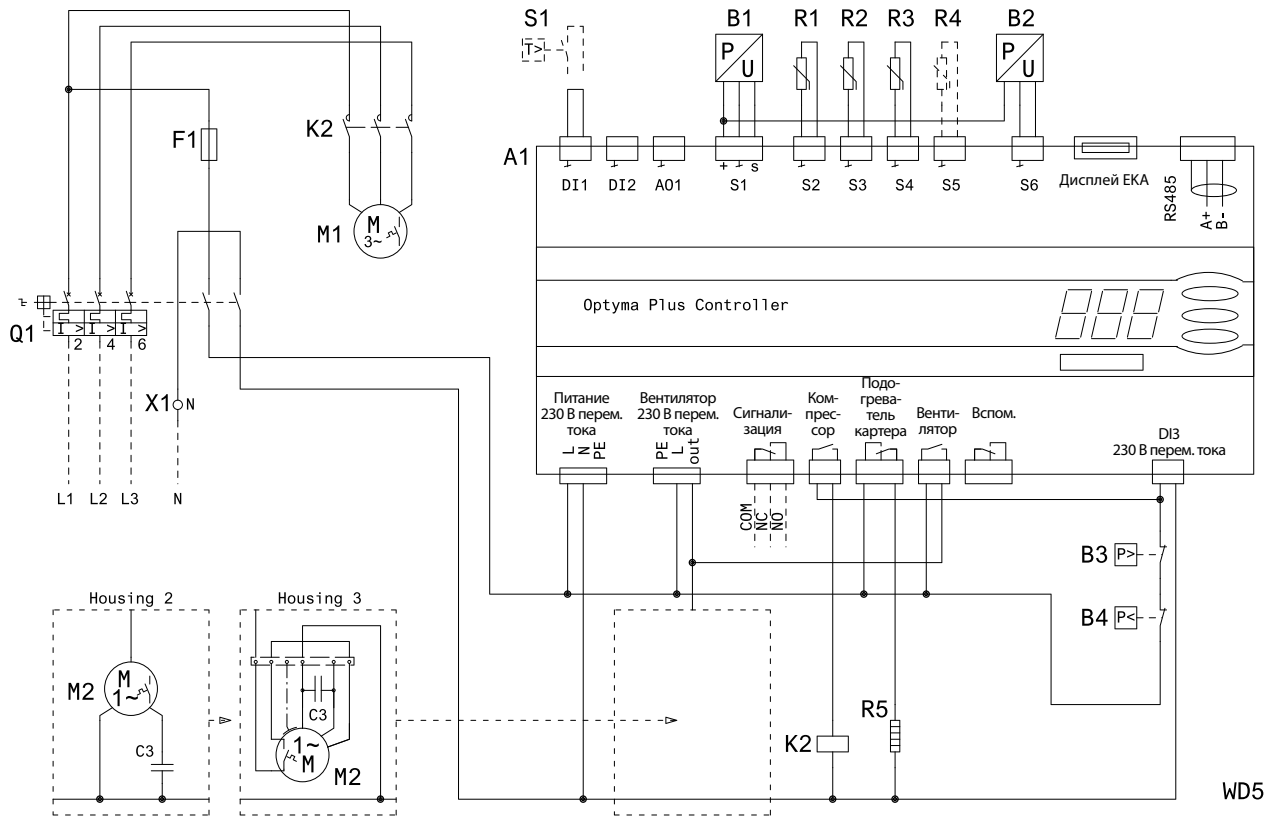 S1
B1
R1
R2
R3
R4
B2
T>
P
U
P
U
F1
K2
A1
+
S
DI1
DI2
AO1
S1
S2
S3
S4
S5
S6
Дисплей EKA
RS485
A+
B-
M
3~
M1
Optyma Plus Controller
Q1
I >
I >
I >
2
4
6
X1
N
Питание
230 В перем.
тока
L
N
PE
Вентилятор
230 В перем.
тока
PE
L
out
Сигнали-
зация
Ком-
прес-
сор
Подо-
грева-
тель
картера
Венти-
лятор
Вспом.
DI3
230 В перем. тока
L1
L2
L3
N
COM
NC
NO
B3
P>
B4
P<
Housing 2
Housing 3
M
1~
M2
C3
C3
1~
M
M2
K2
R5
WD5